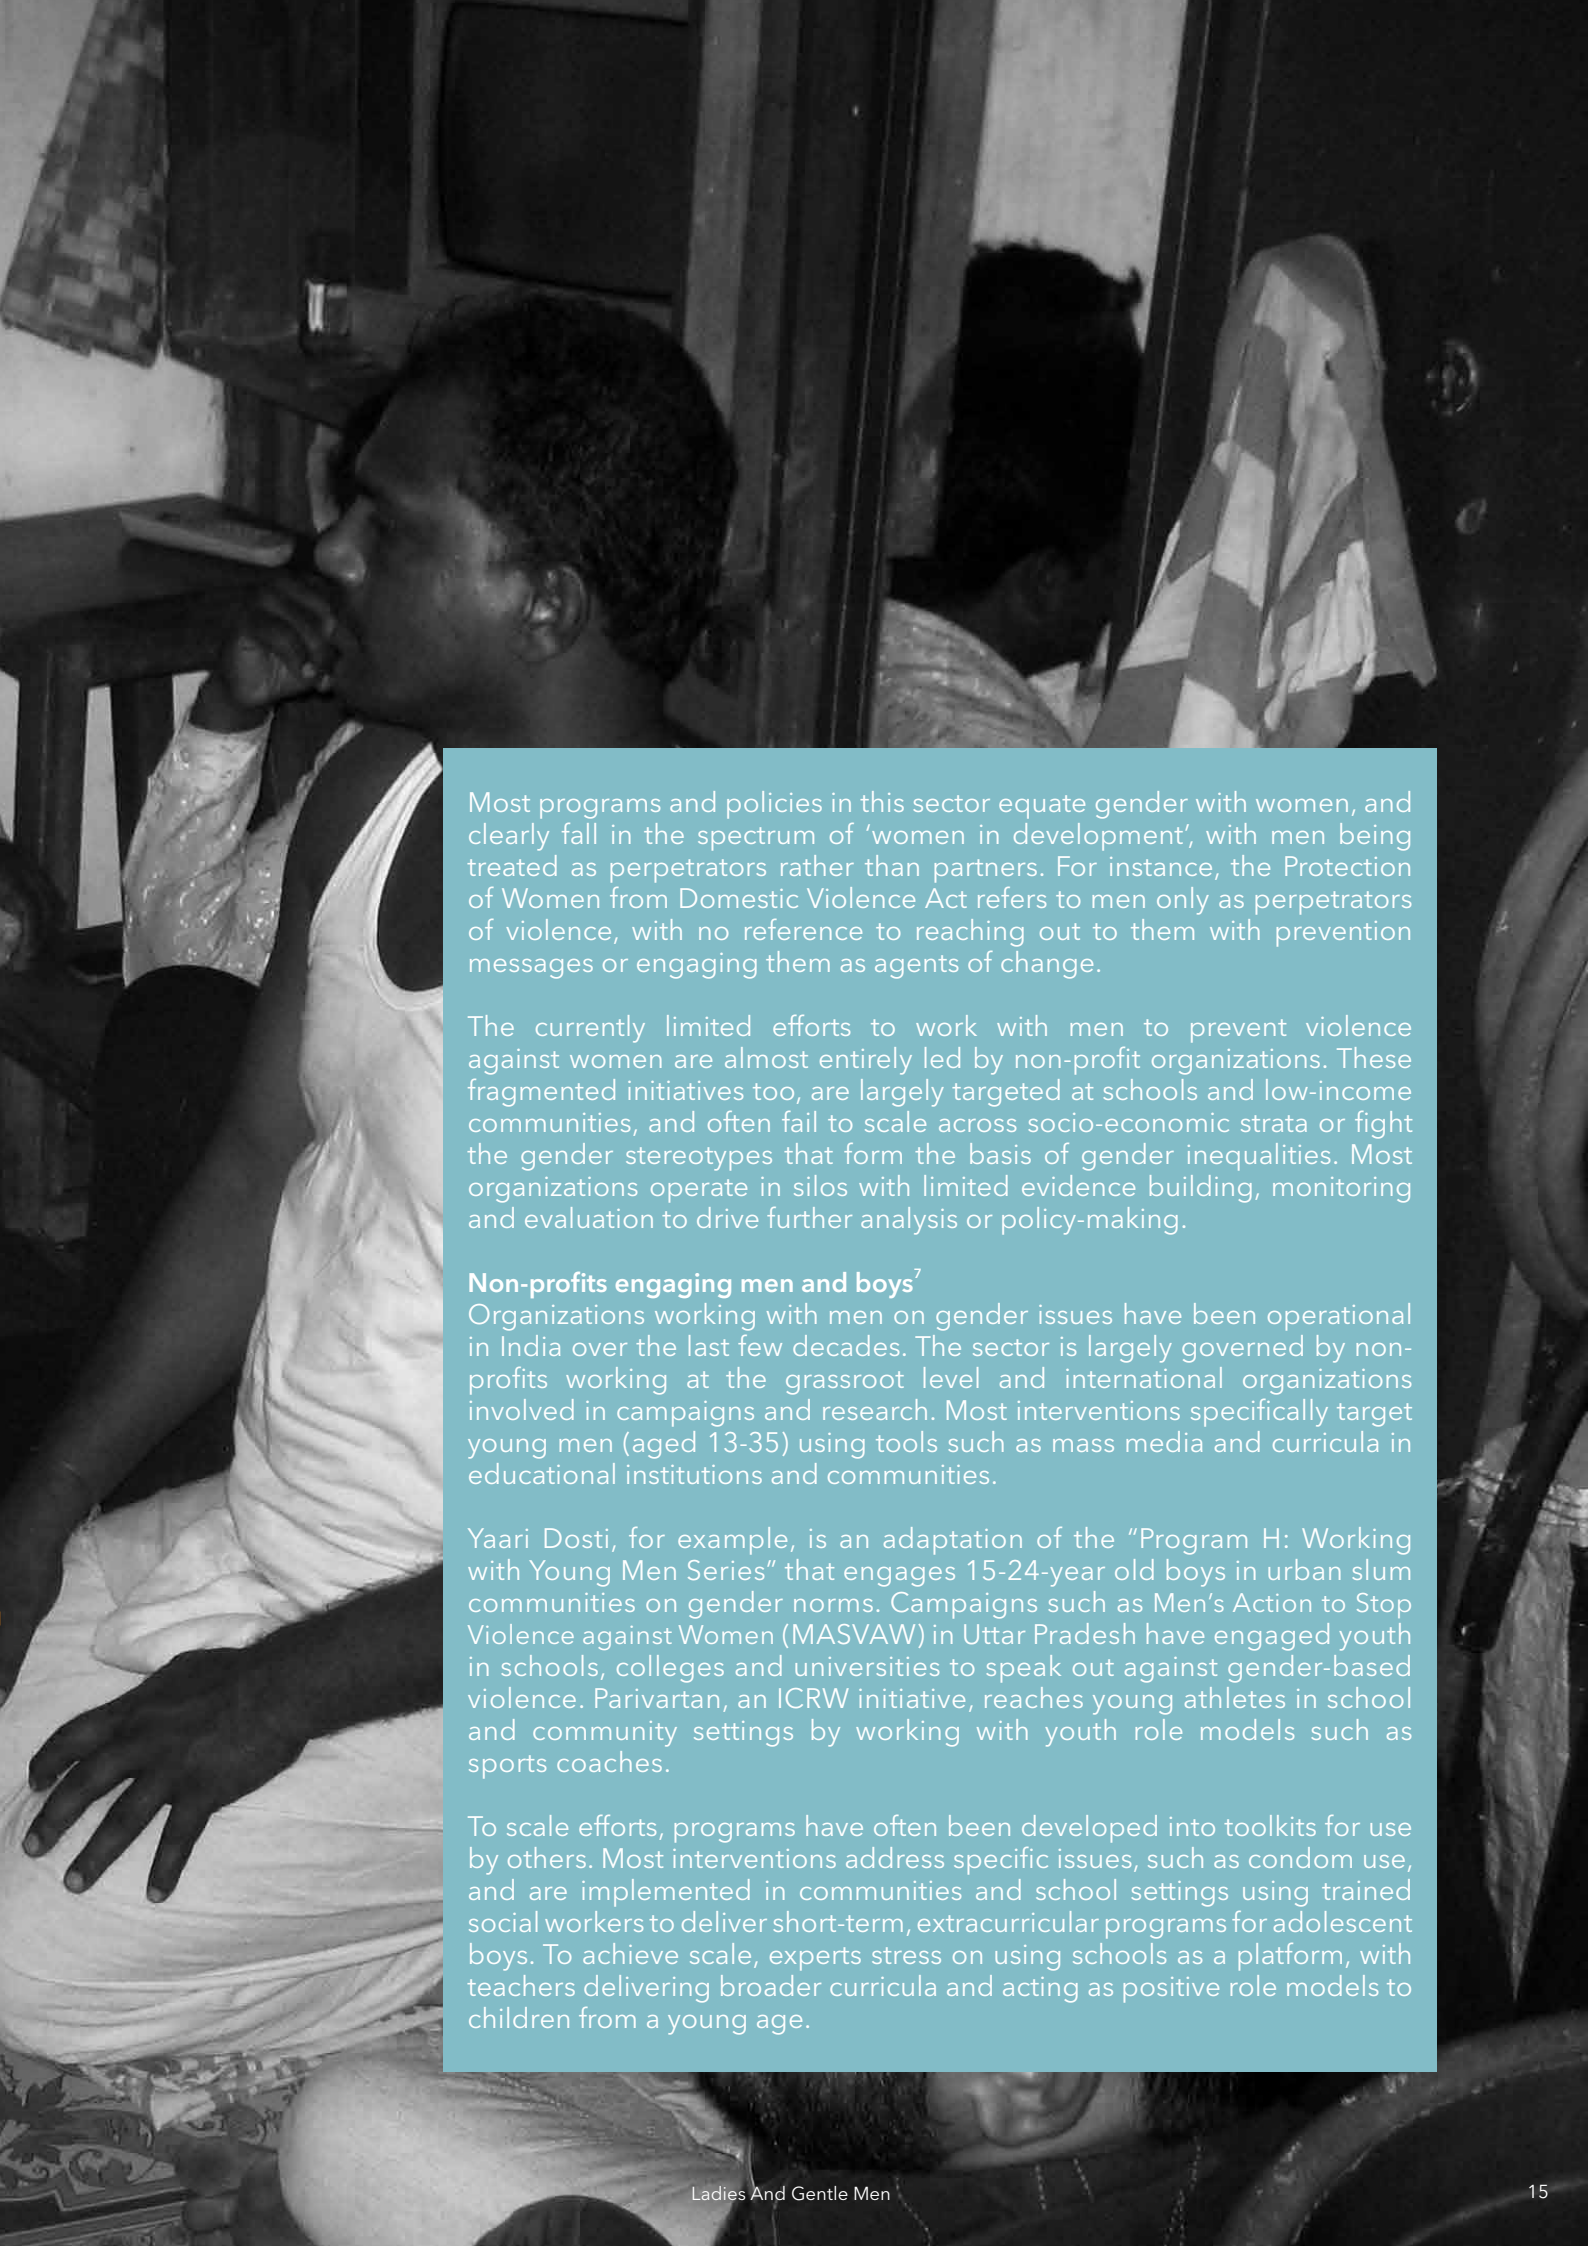 Most programs and policies in this sector equate gender with women, and
clearly fall in the spectrum of ‘women in development’, with men being
treated as perpetrators rather than partners. For instance, the Protection
of Women from Domestic Violence Act refers to men only as perpetrators
of violence, with no reference to reaching out to them with prevention
messages or engaging them as agents of change.
The currently limited efforts to work with men to prevent violence
against women are almost entirely led by non-profit organizations. These
fragmented initiatives too, are largely targeted at schools and low-income
communities, and often fail to scale across socio-economic strata or fight
the gender stereotypes that form the basis of gender inequalities. Most
organizations operate in silos with limited evidence building, monitoring
and evaluation to drive further analysis or policy-making.
Non-profits engaging men and boys⁷
Organizations working with men on gender issues have been operational
in India over the last few decades. The sector is largely governed by non-
profits working at the grassroot level and international organizations
involved in campaigns and research. Most interventions specifically target
young men (aged 13-35) using tools such as mass media and curricula in
educational institutions and communities.
Yaari Dosti, for example, is an adaptation of the “Program H: Working
with Young Men Series” that engages 15-24-year old boys in urban slum
communities on gender norms. Campaigns such as Men’s Action to Stop
Violence against Women (MASVAW) in Uttar Pradesh have engaged youth
in schools, colleges and universities to speak out against gender-based
violence. Parivartan, an ICRW initiative, reaches young athletes in school
and community settings by working with youth role models such as
sports coaches.
To scale efforts, programs have often been developed into toolkits for use
by others. Most interventions address specific issues, such as condom use,
and are implemented in communities and school settings using trained
social workers to deliver short-term, extracurricular programs for adolescent
boys. To achieve scale, experts stress on using schools as a platform, with
teachers delivering broader curricula and acting as positive role models to
children from a young age.
Ladies And Gentle Men
15